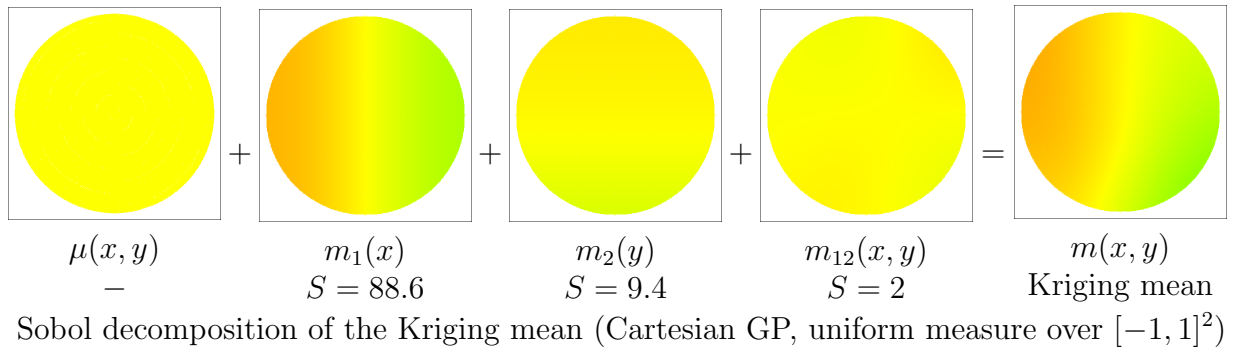 + + + =
μ(x, y) m₁(x) m₂(y) m₁₂(x, y) m(x, y)
− S = 88.6 S = 9.4 S = 2 Kriging mean
Sobol decomposition of the Kriging mean (Cartesian GP, uniform measure over [−1, 1]²)